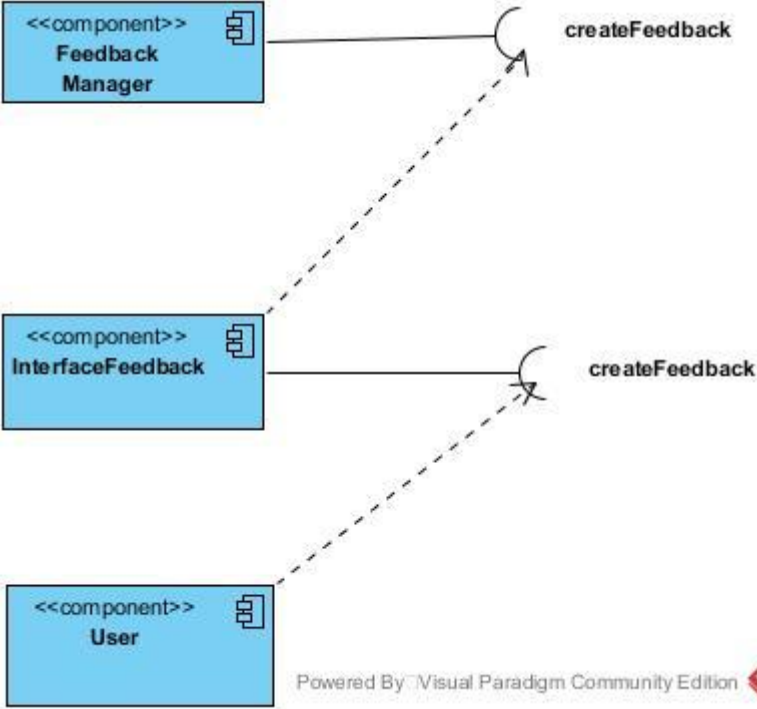 <<component>>
Feedback
Manager
createFeedback
<<component>>
InterfaceFeedback
createFeedback
<<component>>
User
Powered By Visual Paradigm Community Edition